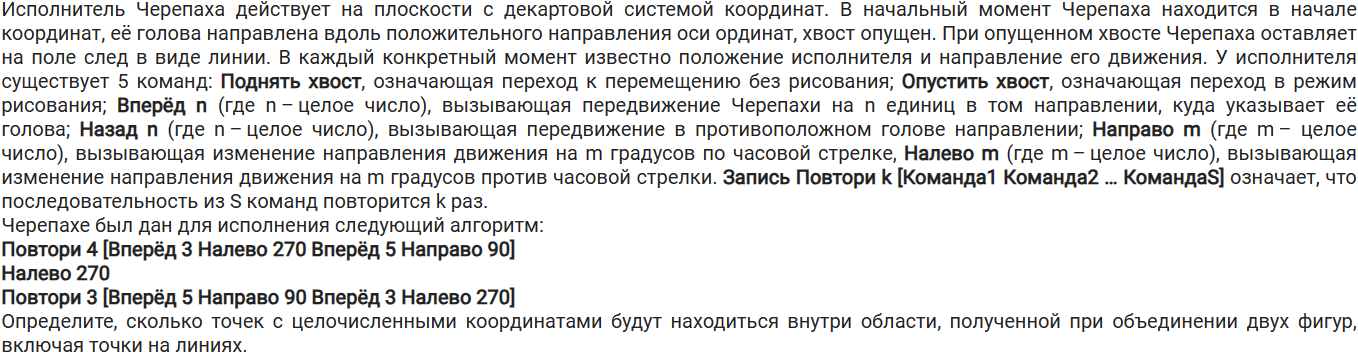 Исполнитель Черепаха действует на плоскости с декартовой системой координат. В начальный момент Черепаха находится в начале
координат, её голова направлена вдоль положительного направления оси ординат, хвост опущен. При опущенном хвосте Черепаха оставляет
на поле след в виде линии. В каждый конкретный момент известно положение исполнителя и направление его движения. У исполнителя
существует 5 команд: Поднять хвост, означающая переход к перемещению без рисования; Опустить хвост, означающая переход в режим
рисования; Вперёд n (где n – целое число), вызывающая передвижение Черепахи на n единиц в том направлении, куда указывает её
голова; Назад n (где n – целое число), вызывающая передвижение в противоположном голове направлении; Направо m (где m – целое
число), вызывающая изменение направления движения на m градусов по часовой стрелке, Налево m (где m – целое число), вызывающая
изменение направления движения на m градусов против часовой стрелки. Запись Повтори k [Команда1 Команда2 … КомандаS] означает, что
последовательность из S команд повторится k раз.
Черепахе был дан для исполнения следующий алгоритм:
Повтори 4 [Вперёд 3 Налево 270 Вперёд 5 Направо 90]
Налево 270
Повтори 3 [Вперёд 5 Направо 90 Вперёд 3 Налево 270]
Определите, сколько точек с целочисленными координатами будут находиться внутри области, полученной при объединении двух фигур,
включая точки на линиях.